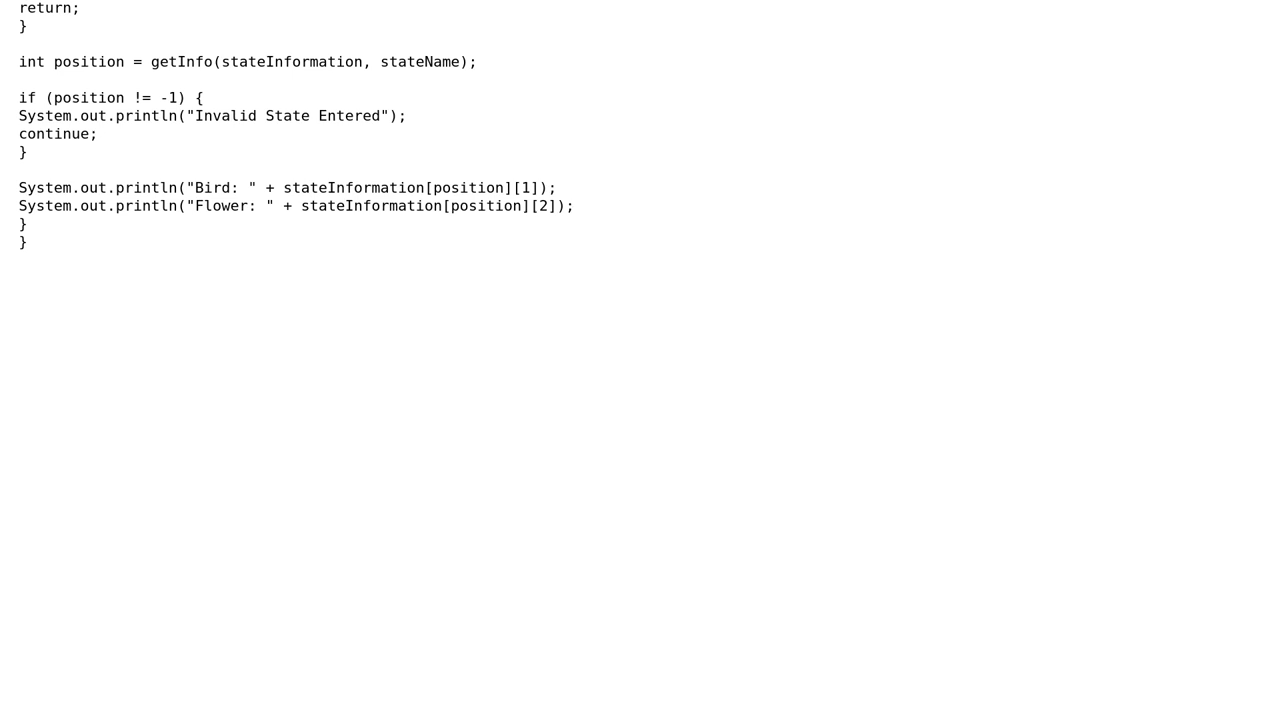 return;
}
int position = getInfo(stateInformation, stateName);
if (position != -1) {
System.out.println("Invalid State Entered");
continue;
}
System.out.println("Bird: " + stateInformation[position][1]);
System.out.println("Flower: " + stateInformation[position][2]);
}
}